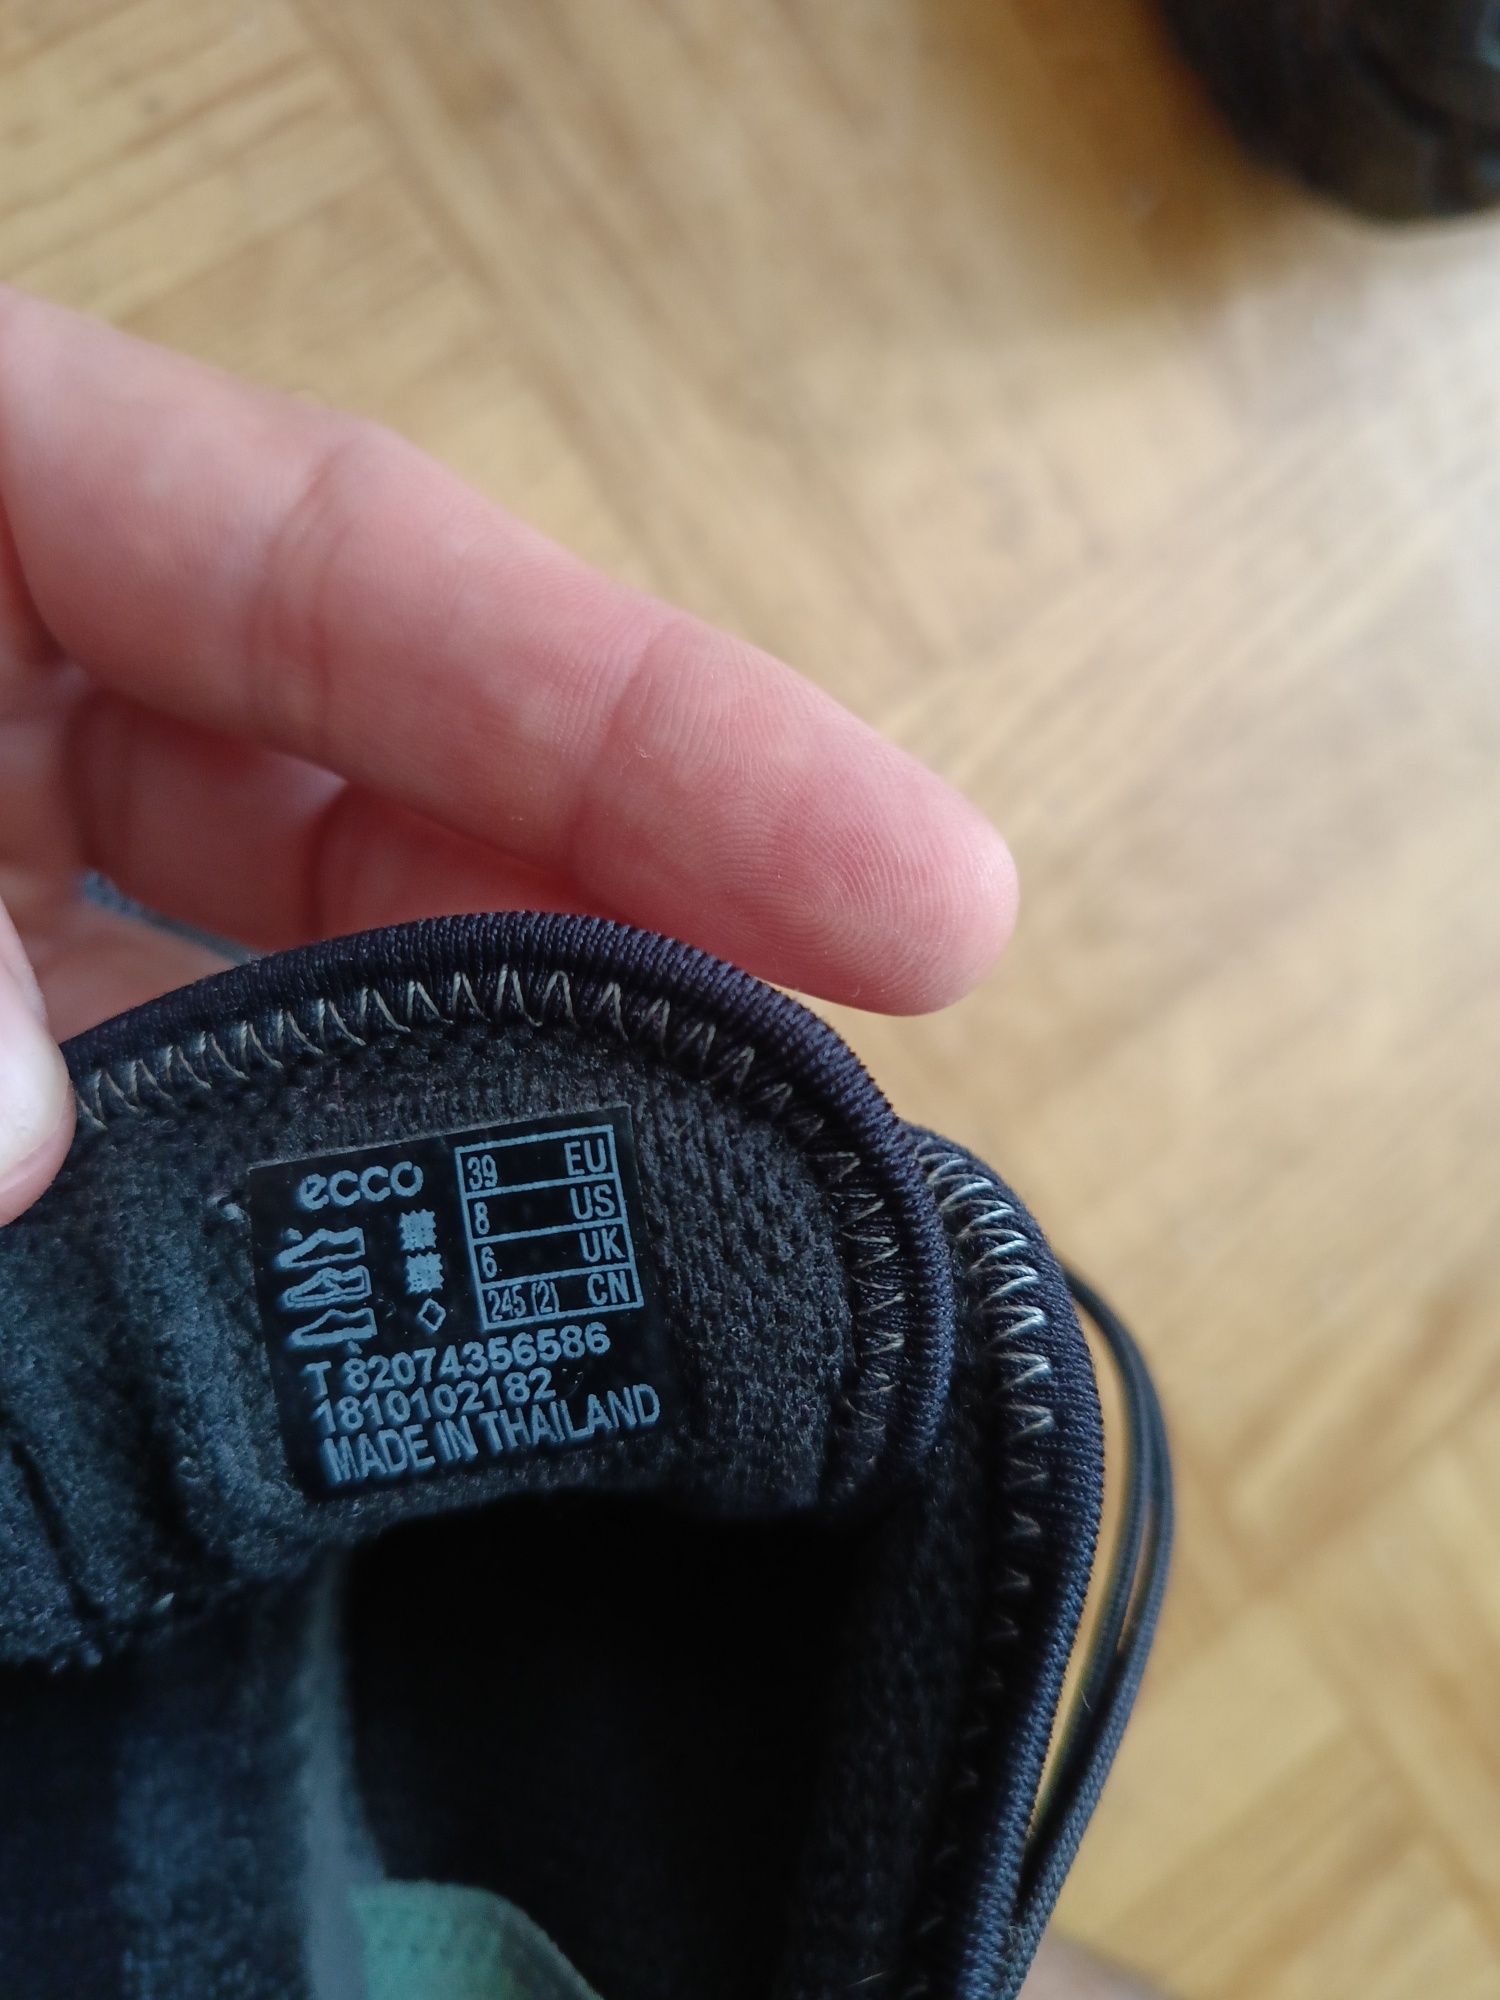 ecco
39 EU
8 US
6 UK
245 (2) CN
T 82074356586
1810102182
MADE IN THAILAND